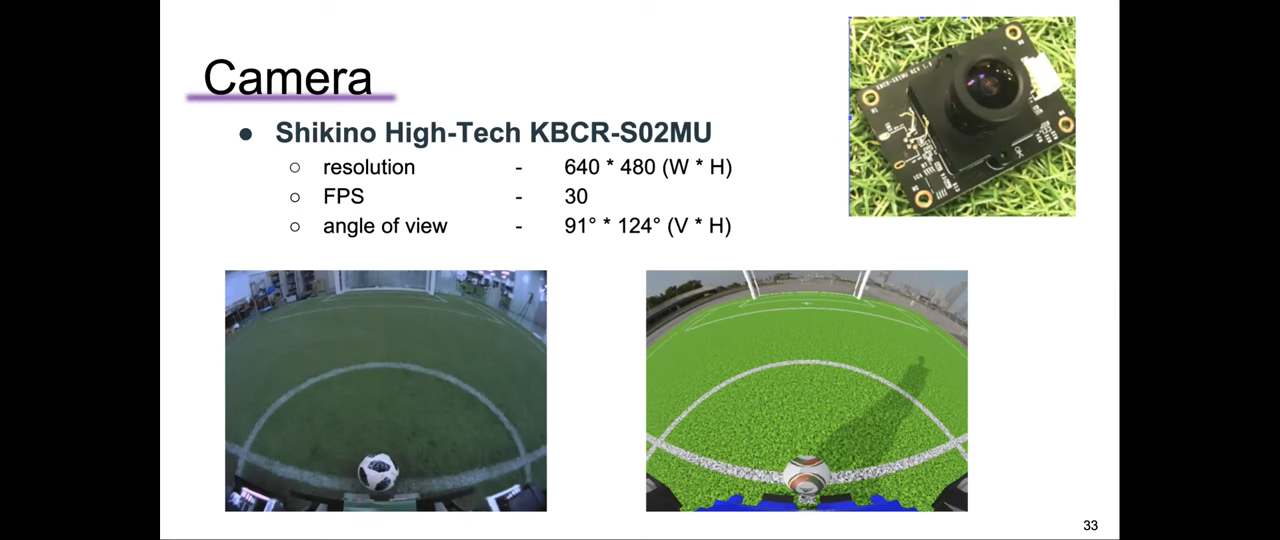 Camera
● Shikino High-Tech KBCR-S02MU
○ resolution - 640 * 480 (W * H)
○ FPS - 30
○ angle of view - 91° * 124° (V * H)
33